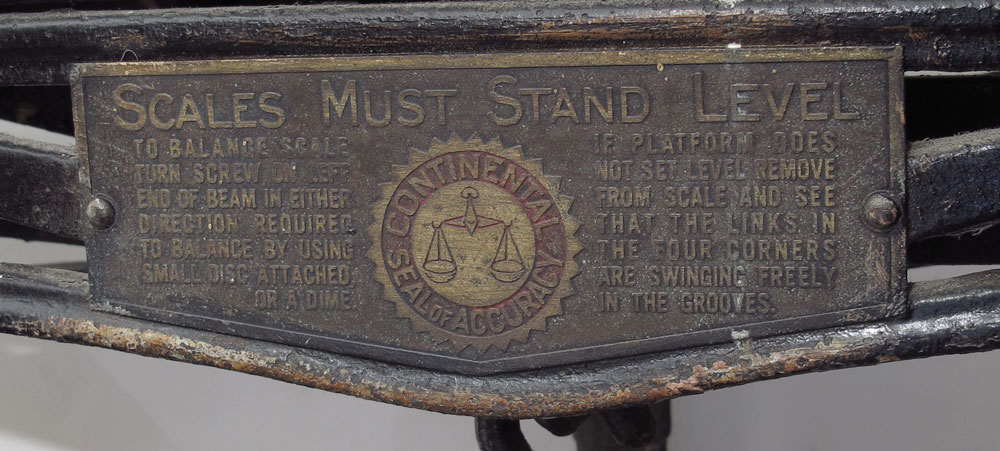 SCALES MUST STAND LEVEL
TO BALANCE SCALE
TURN SCREW ON LEFT
END OF BEAM IN EITHER
DIRECTION REQUIRED
TO BALANCE BY USING
SMALL DISC ATTACHED,
OR A DIME
CONTINENTAL
SEAL OF ACCURACY
IF PLATFORM DOES
NOT SET LEVEL REMOVE
FROM SCALE AND SEE
THAT THE LINKS IN
THE FOUR CORNERS
ARE SWINGING FREELY
IN THE GROOVES.